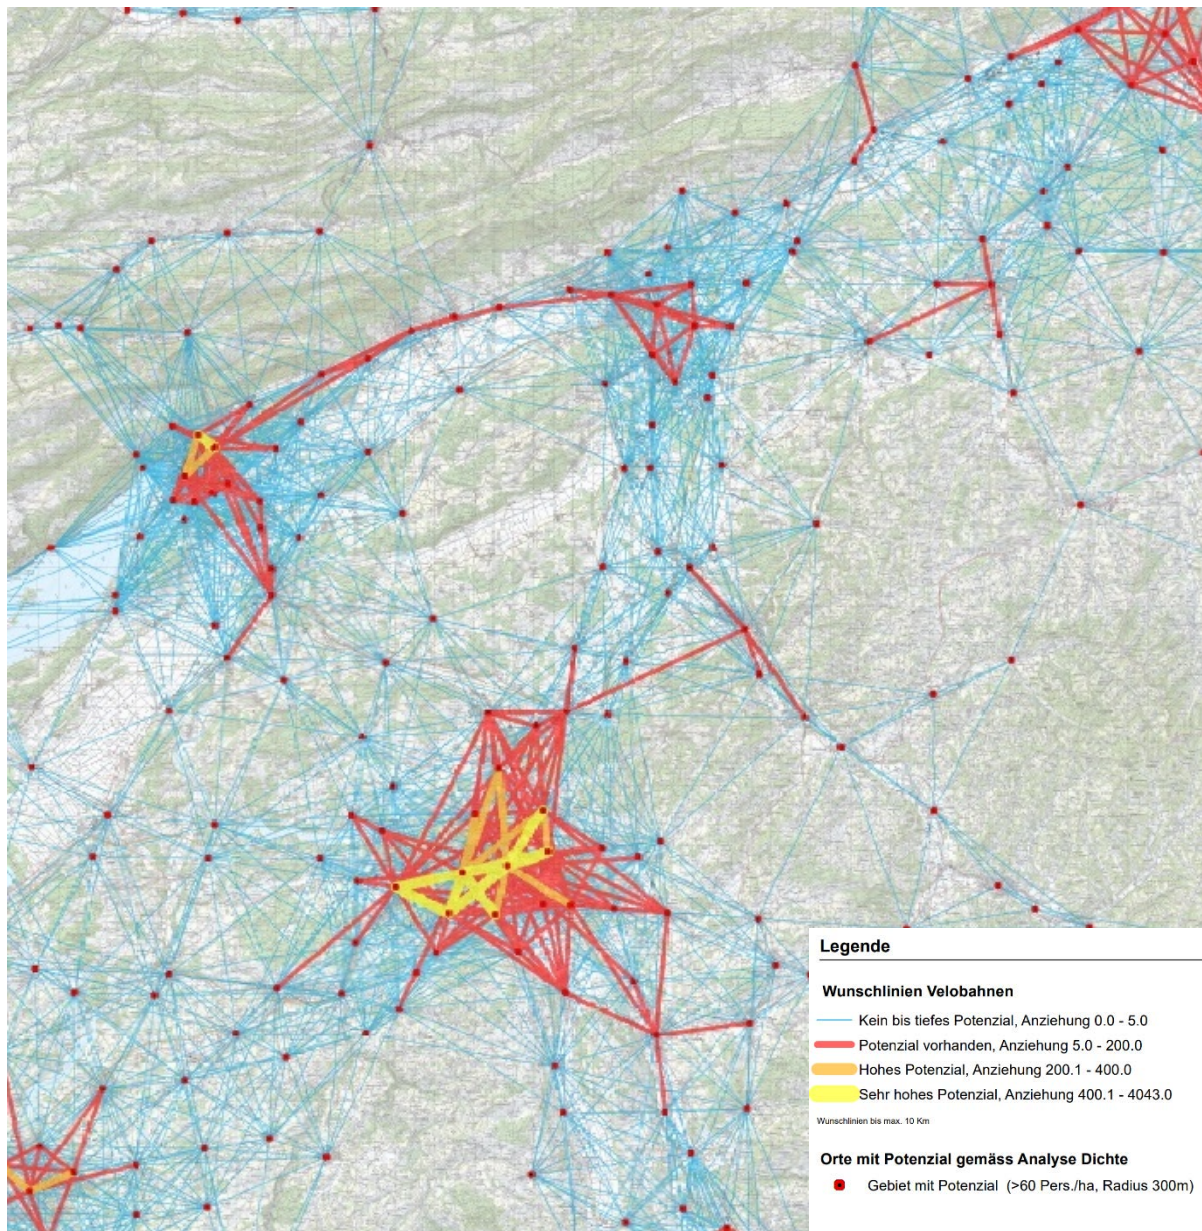 Legende
Wunschlinien Velobahnen
Kein bis tiefes Potenzial, Anziehung 0.0 - 5.0
Potenzial vorhanden, Anziehung 5.0 - 200.0
Hohes Potenzial, Anziehung 200.1 - 400.0
Sehr hohes Potenzial, Anziehung 400.1 - 4043.0
Wunschlinien bis max. 10 Km
Orte mit Potenzial gemäss Analyse Dichte
Gebiet mit Potenzial (>60 Pers./ha, Radius 300m)